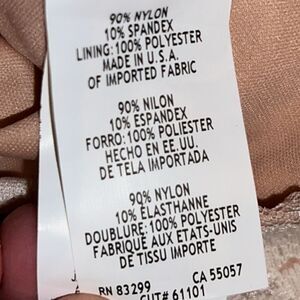 90% NYLON
10% SPANDEX
LINING: 100% POLYESTER
MADE IN U.S.A.
OF IMPORTED FABRIC
90% NILON
10% ESPANDEX
FORRO: 100% POLIESTER
HECHO EN EE.UU.
DE TELA IMPORTADA
90% NYLON
10% ELASTHANNE
DOUBLURE: 100% POLYESTER
FABRIQUE AUX ETATS-UNIS
DE TISSU IMPORTE
RN 83299 CA 55057
CUT# 61101